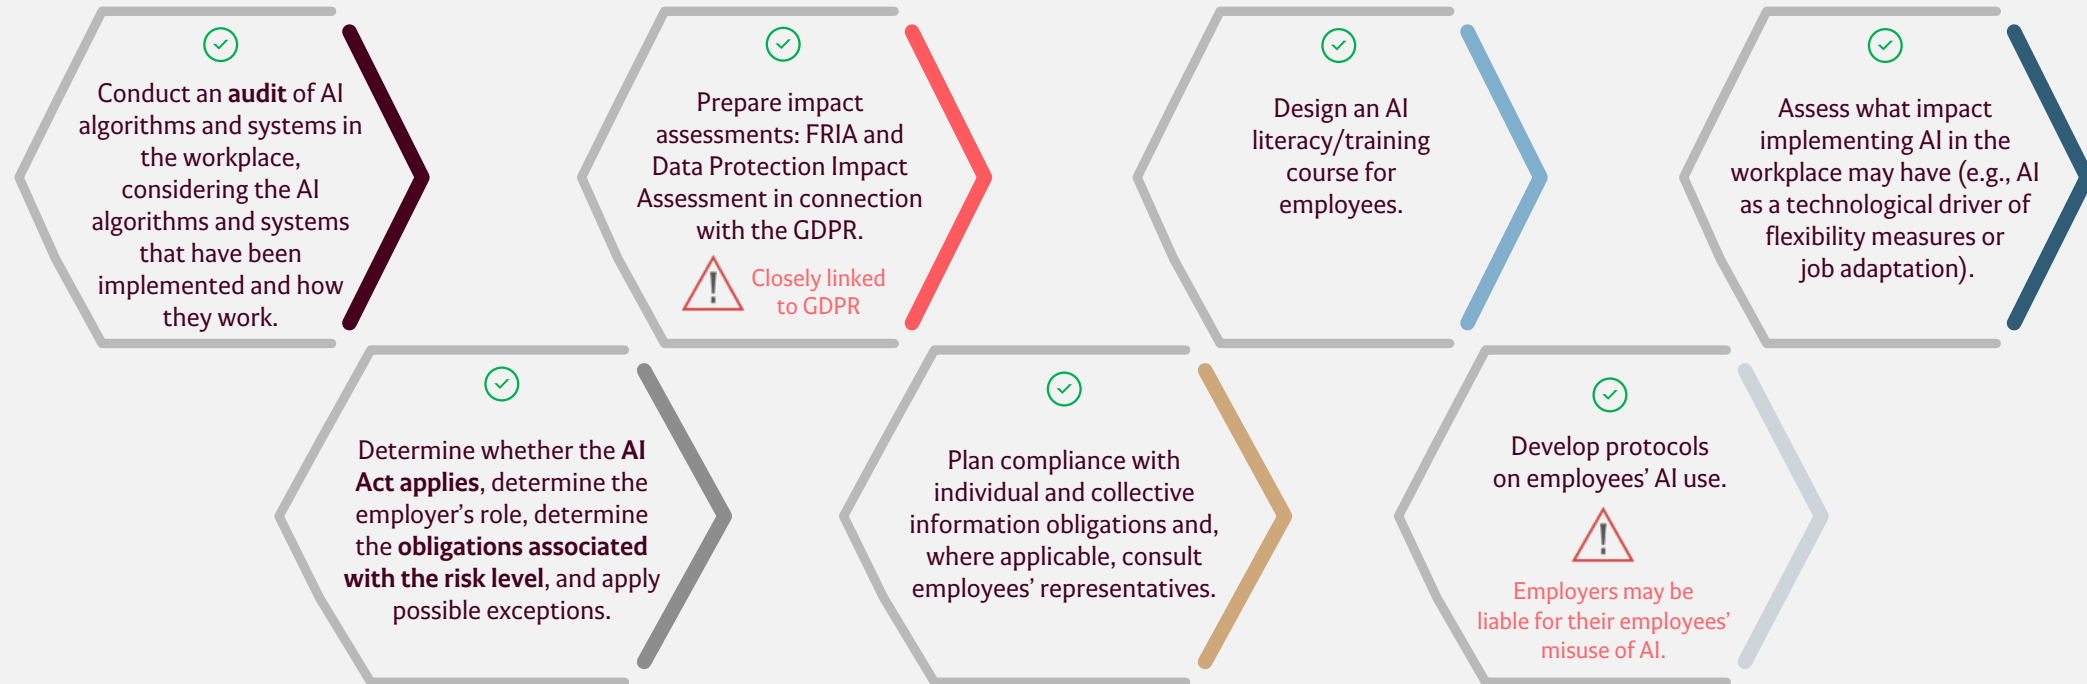 Conduct an audit of AI
algorithms and systems in
the workplace,
considering the AI
algorithms and systems
that have been
implemented and how
they work.
Determine whether the AI
Act applies, determine the
employer’s role, determine
the obligations associated
with the risk level, and apply
possible exceptions.
Prepare impact
assessments: FRIA and
Data Protection Impact
Assessment in connection
with the GDPR.
Closely linked
to GDPR
Plan compliance with
individual and collective
information obligations and,
where applicable, consult
employees’ representatives.
Design an AI
literacy/training
course for
employees.
Develop protocols
on employees’ AI use.
Employers may be
liable for their employees’
misuse of AI.
Assess what impact
implementing AI in the
workplace may have (e.g., AI
as a technological driver of
flexibility measures or
job adaptation).